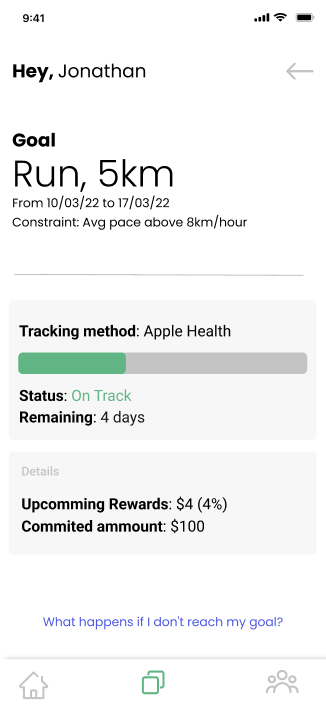 9:41
Hey, Jonathan
Goal
Run, 5km
From 10/03/22 to 17/03/22
Constraint: Avg pace above 8km/hour
Tracking method: Apple Health
Status: On Track
Remaining: 4 days
Details
Upcomming Rewards: $4 (4%)
Commited ammount: $100
What happens if I don't reach my goal?